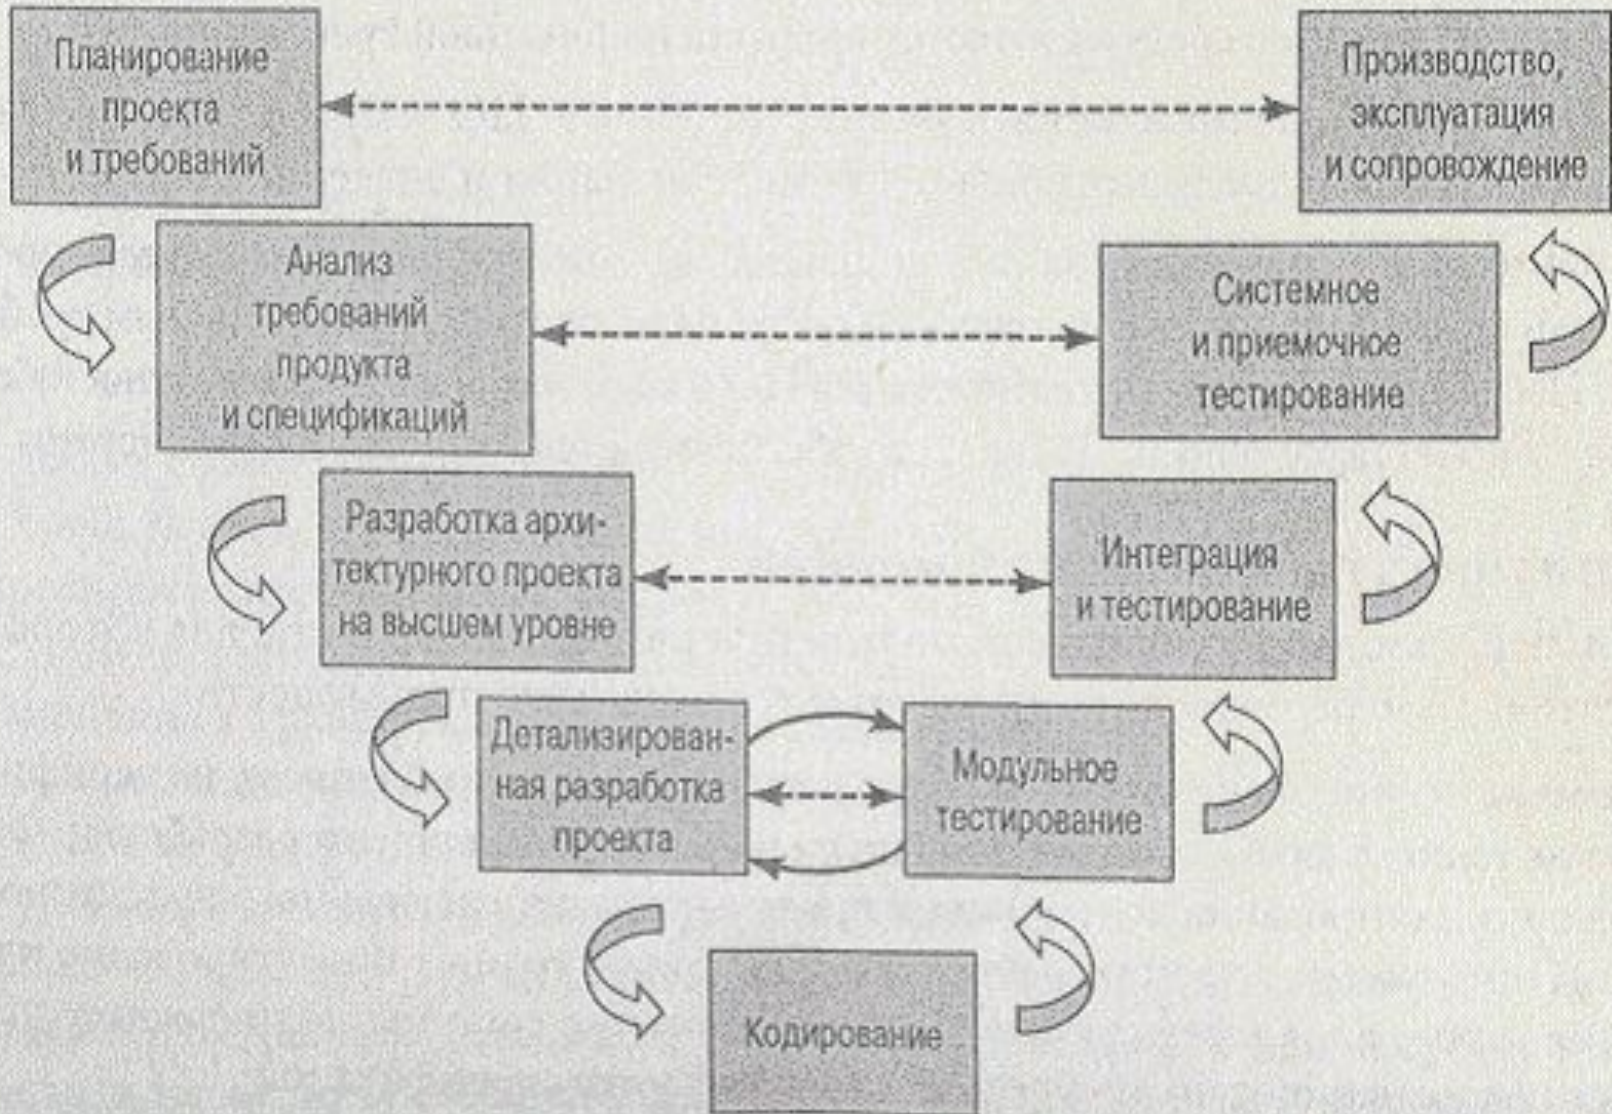 Планирование
проекта
и требований
Производство,
эксплуатация
и сопровождение
Анализ
требований
продукта
и спецификаций
Системное
и приемочное
тестирование
Разработка архи-
тектурного проекта
на высшем уровне
Интеграция
и тестирование
Детализирован-
ная разработка
проекта
Модульное
тестирование
Кодирование